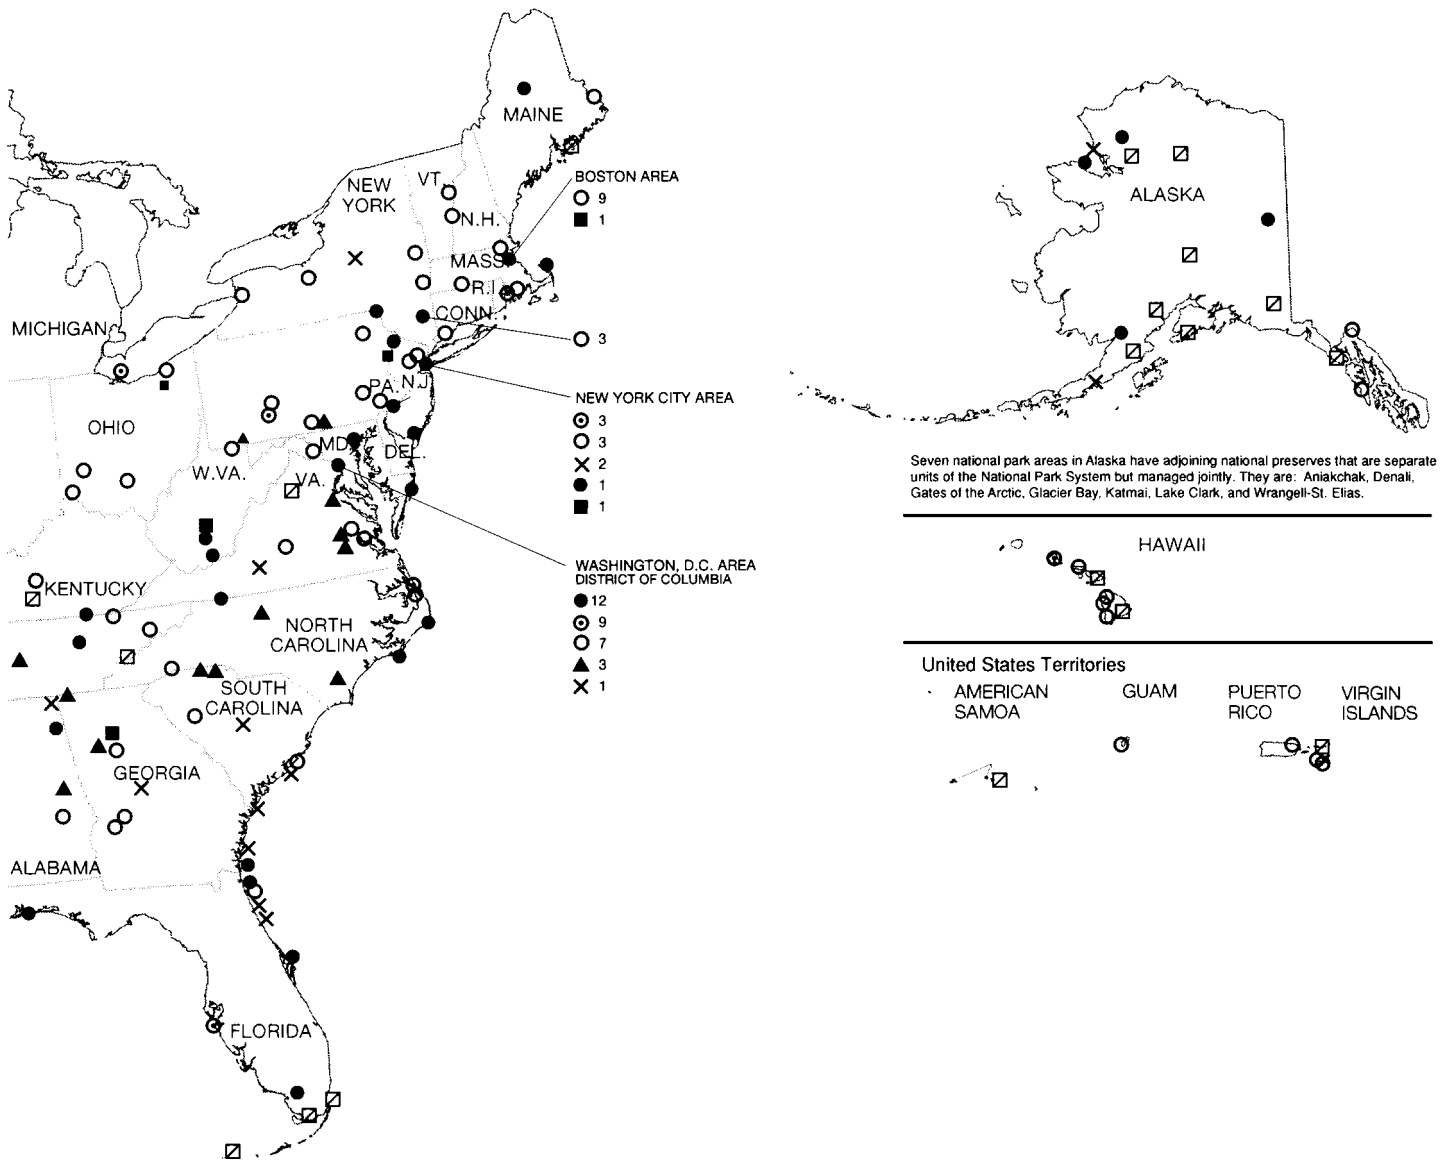 MAINE
VT.
NEW
YORK
N.H.
MASS.
R.I.
CONN.
MICHIGAN
PA.
N.J.
OHIO
MD.
DEL.
W.VA.
VA.
KENTUCKY
NORTH
CAROLINA
SOUTH
CAROLINA
GEORGIA
ALABAMA
FLORIDA
BOSTON AREA
9
1
3
NEW YORK CITY AREA
3
3
2
1
1
WASHINGTON, D.C. AREA
DISTRICT OF COLUMBIA
12
9
7
3
1
ALASKA
Seven national park areas in Alaska have adjoining national preserves that are separate
units of the National Park System but managed jointly. They are: Aniakchak, Denali,
Gates of the Arctic, Glacier Bay, Katmai, Lake Clark, and Wrangell-St. Elias.
HAWAII
United States Territories
AMERICAN
SAMOA
GUAM
PUERTO
RICO
VIRGIN
ISLANDS